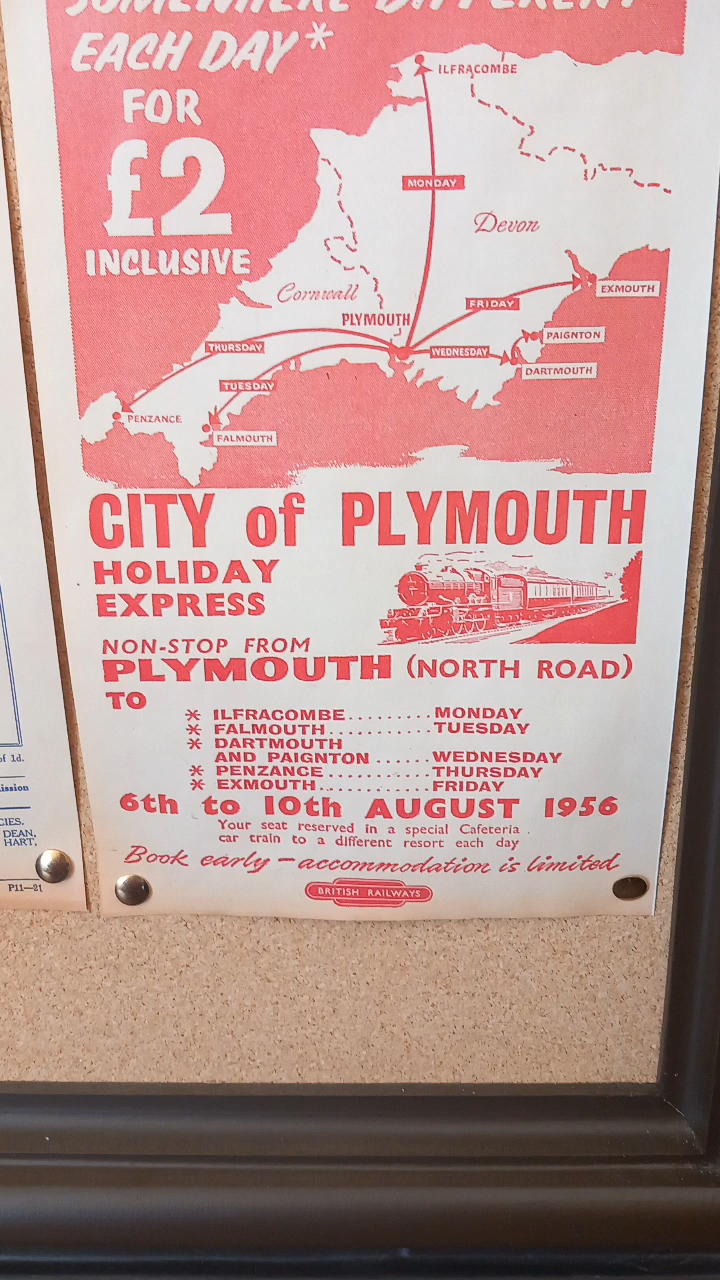 SOMEWHERE DIFFERENT
EACH DAY*
FOR
£2
INCLUSIVE
ILFRACOMBE
MONDAY
Devon
Cornwall
PLYMOUTH
FRIDAY
EXMOUTH
THURSDAY
WEDNESDAY
PAIGNTON
DARTMOUTH
TUESDAY
PENZANCE
FALMOUTH
CITY of PLYMOUTH
HOLIDAY
EXPRESS
NON-STOP FROM
PLYMOUTH (NORTH ROAD)
TO
* ILFRACOMBE.........MONDAY
* FALMOUTH...........TUESDAY
* DARTMOUTH
AND PAIGNTON......WEDNESDAY
* PENZANCE...........THURSDAY
* EXMOUTH............FRIDAY
6th to 10th AUGUST 1956
Your seat reserved in a special Cafeteria
car train to a different resort each day
Book early – accommodation is limited
BRITISH RAILWAYS
of 1d.
CIES.
DEAN,
HART,
P11—21